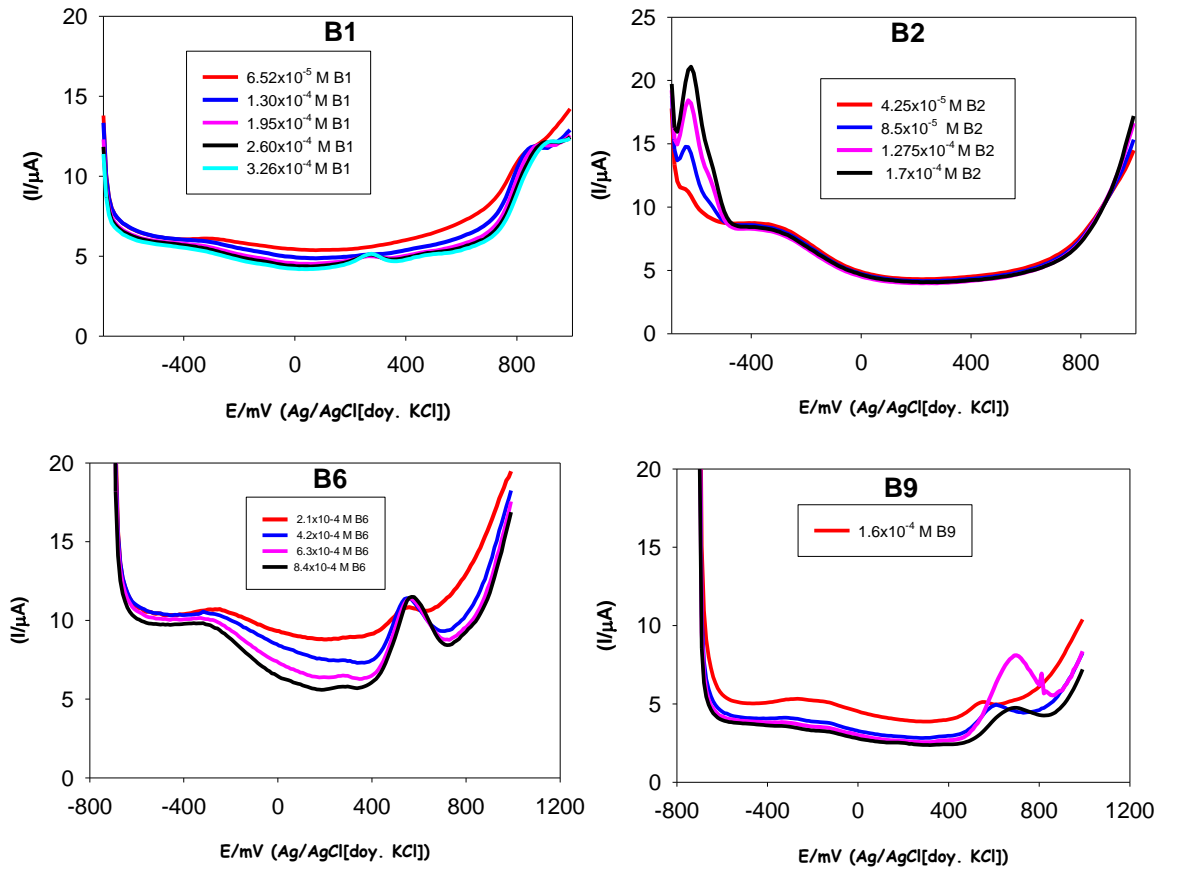 B1
20
15
10
5
0
(I/μA)
6.52x10⁻⁵ M B1
1.30x10⁻⁴ M B1
1.95x10⁻⁴ M B1
2.60x10⁻⁴ M B1
3.26x10⁻⁴ M B1
-400 0 400 800
E/mV (Ag/AgCl[doy. KCl])
B2
25
20
15
10
5
0
(I/μA)
4.25x10⁻⁵ M B2
8.5x10⁻⁵ M B2
1.275x10⁻⁴ M B2
1.7x10⁻⁴ M B2
-400 0 400 800
E/mV (Ag/AgCl[doy. KCl])
B6
20
15
10
5
0
(I/μA)
2.1x10-4 M B6
4.2x10-4 M B6
6.3x10-4 M B6
8.4x10-4 M B6
-800 -400 0 400 800 1200
E/mV (Ag/AgCl[doy. KCl])
B9
20
15
10
5
0
(I/μA)
1.6x10⁻⁴ M B9
-800 -400 0 400 800 1200
E/mV (Ag/AgCl[doy. KCl])